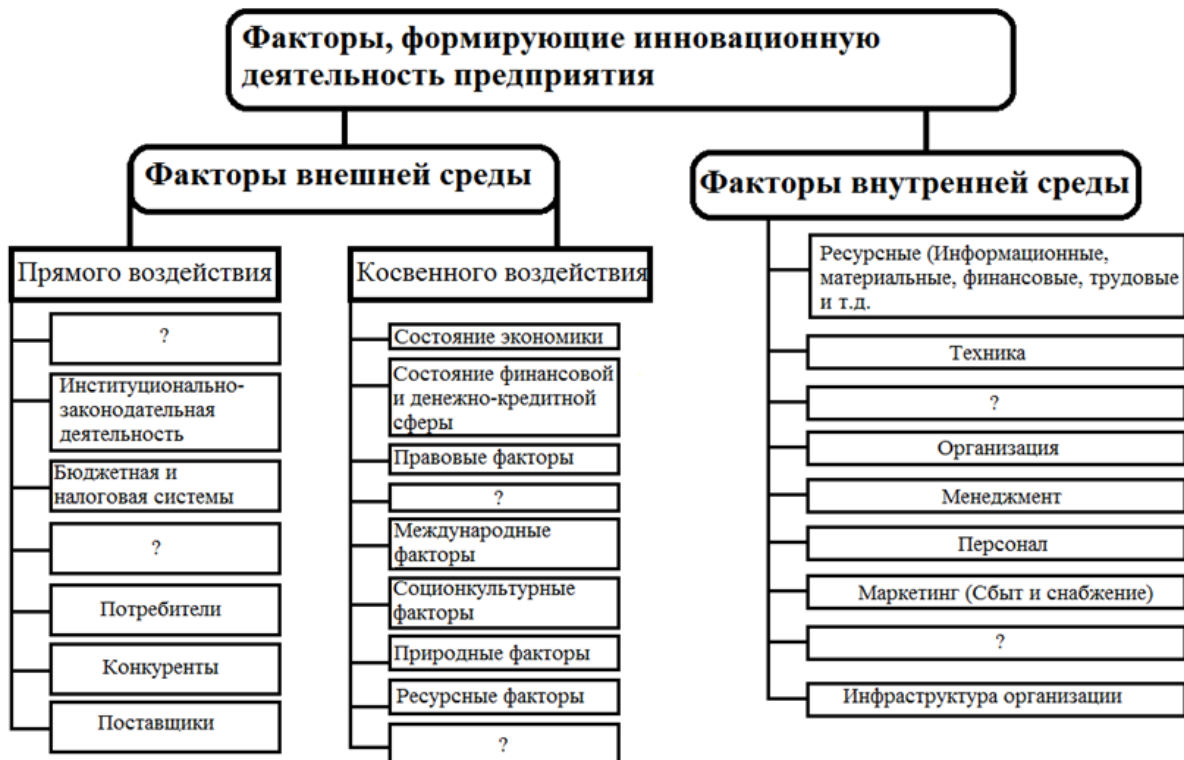 Факторы, формирующие инновационную
деятельность предприятия
Факторы внешней среды
Факторы внутренней среды
Прямого воздействия
?
Институционально-
законодательная
деятельность
Бюджетная и
налоговая системы
?
Потребители
Конкуренты
Поставщики
Косвенного воздействия
Состояние экономики
Состояние финансовой
и денежно-кредитной
сферы
Правовые факторы
?
Международные
факторы
Соционкультурные
факторы
Природные факторы
Ресурсные факторы
?
Ресурсные (Информационные,
материальные, финансовые, трудовые
и т.д.
Техника
?
Организация
Менеджмент
Персонал
Маркетинг (Сбыт и снабжение)
?
Инфраструктура организации